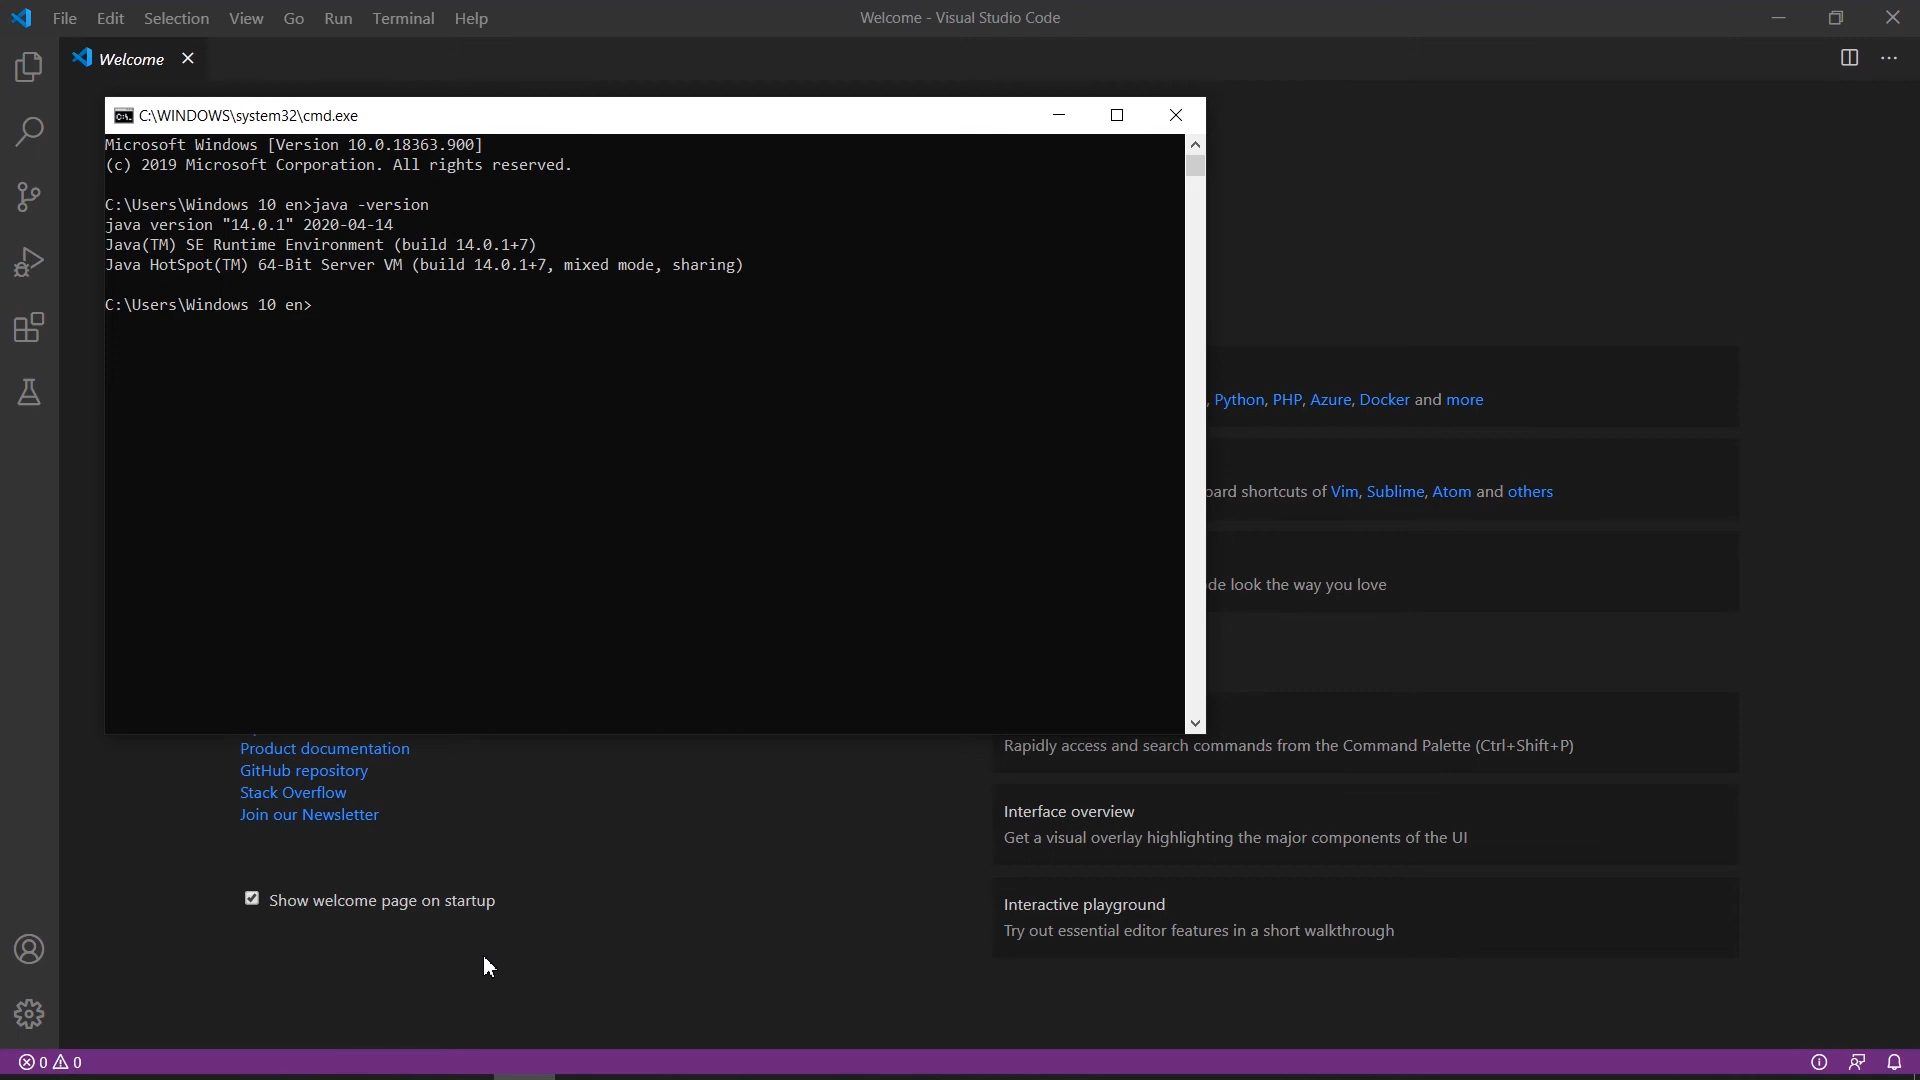 File Edit Selection View Go Run Terminal Help
Welcome - Visual Studio Code
Welcome
C:\WINDOWS\system32\cmd.exe
Microsoft Windows [Version 10.0.18363.900]
(c) 2019 Microsoft Corporation. All rights reserved.
C:\Users\Windows 10 en>java -version
java version "14.0.1" 2020-04-14
Java(TM) SE Runtime Environment (build 14.0.1+7)
Java HotSpot(TM) 64-Bit Server VM (build 14.0.1+7, mixed mode, sharing)
C:\Users\Windows 10 en>
, Python, PHP, Azure, Docker and more
shortcuts of Vim, Sublime, Atom and others
look the way you love
Product documentation
GitHub repository
Stack Overflow
Join our Newsletter
Show welcome page on startup
Rapidly access and search commands from the Command Palette (Ctrl+Shift+P)
Interface overview
Get a visual overlay highlighting the major components of the UI
Interactive playground
Try out essential editor features in a short walkthrough
0 0